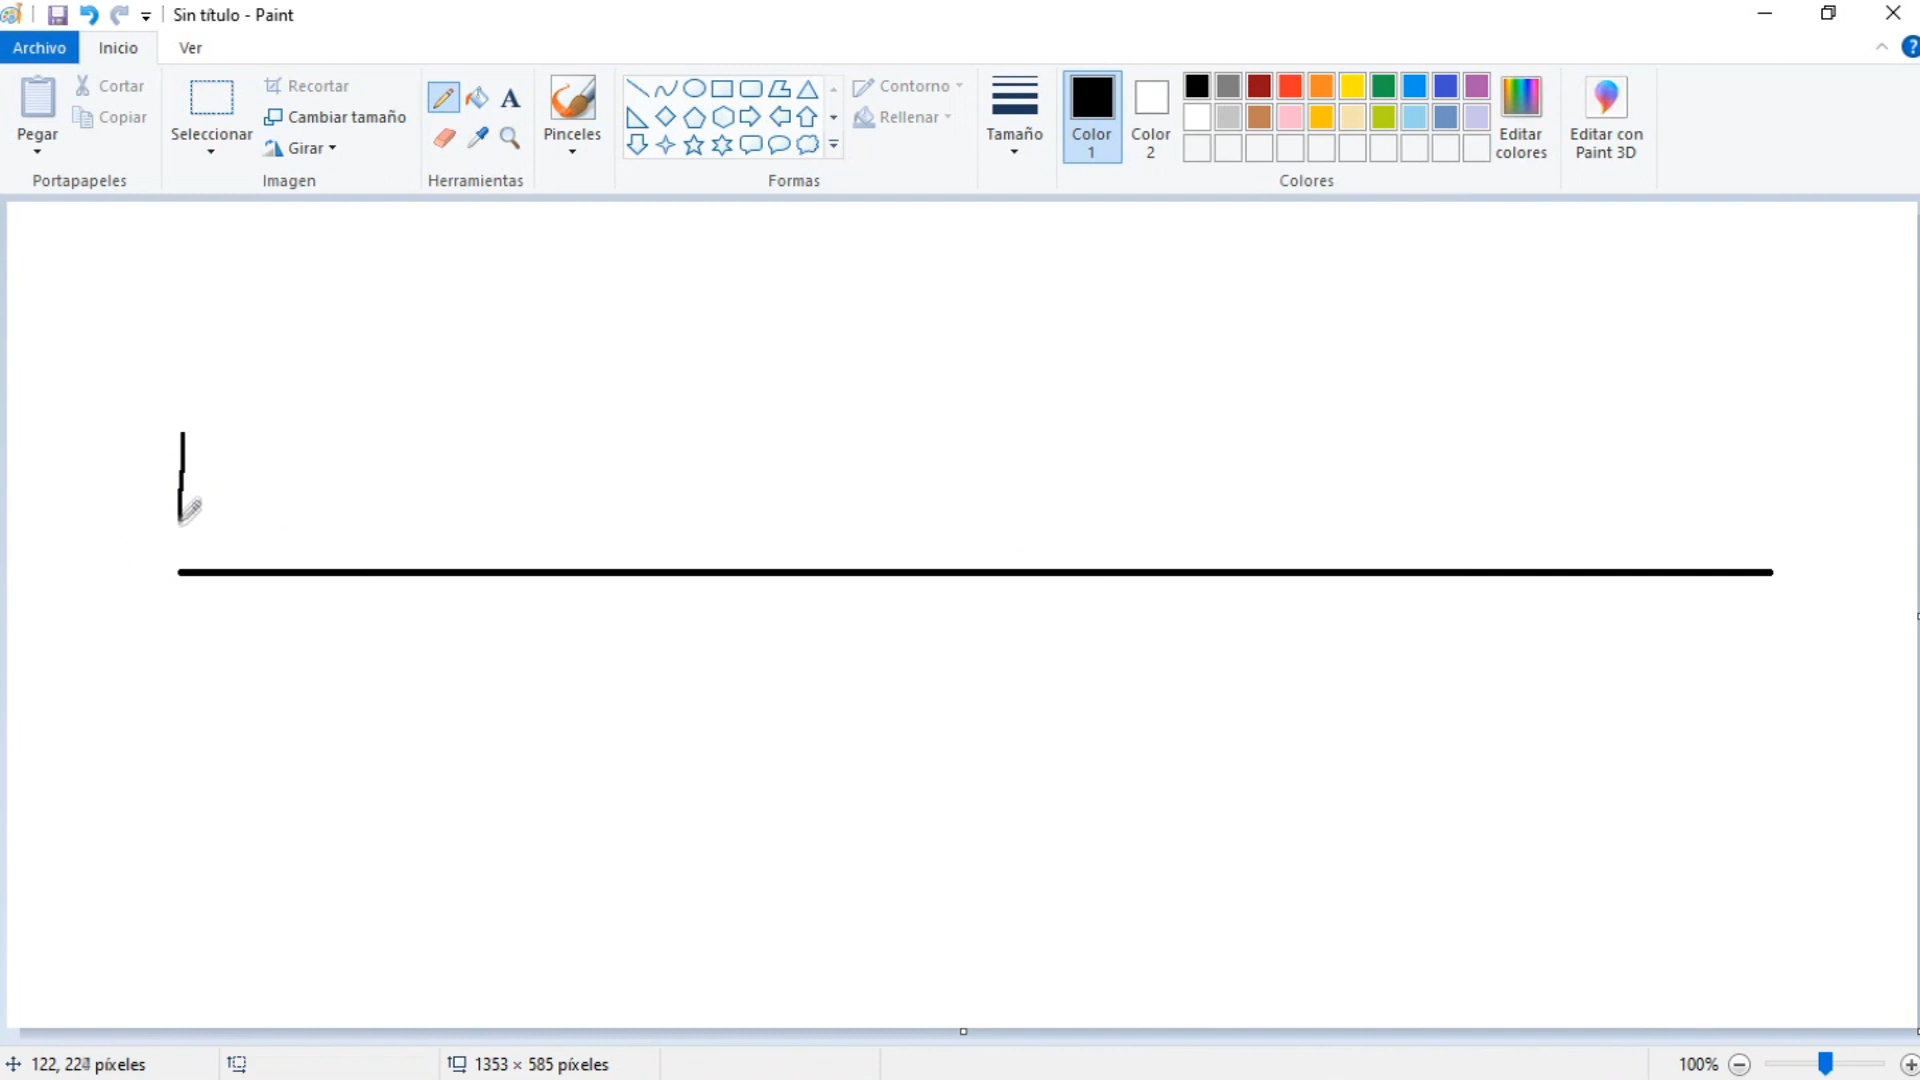 Sin título - Paint
Archivo Inicio Ver
Pegar
Cortar
Copiar
Portapapeles
Seleccionar
Recortar
Cambiar tamaño
Girar
Imagen
A
Herramientas
Pinceles
Formas
Contorno
Rellenar
Tamaño
Color
1
Color
2
Colores
Editar
colores
Editar con
Paint 3D
?
píxeles
1353 × 585 píxeles
100%